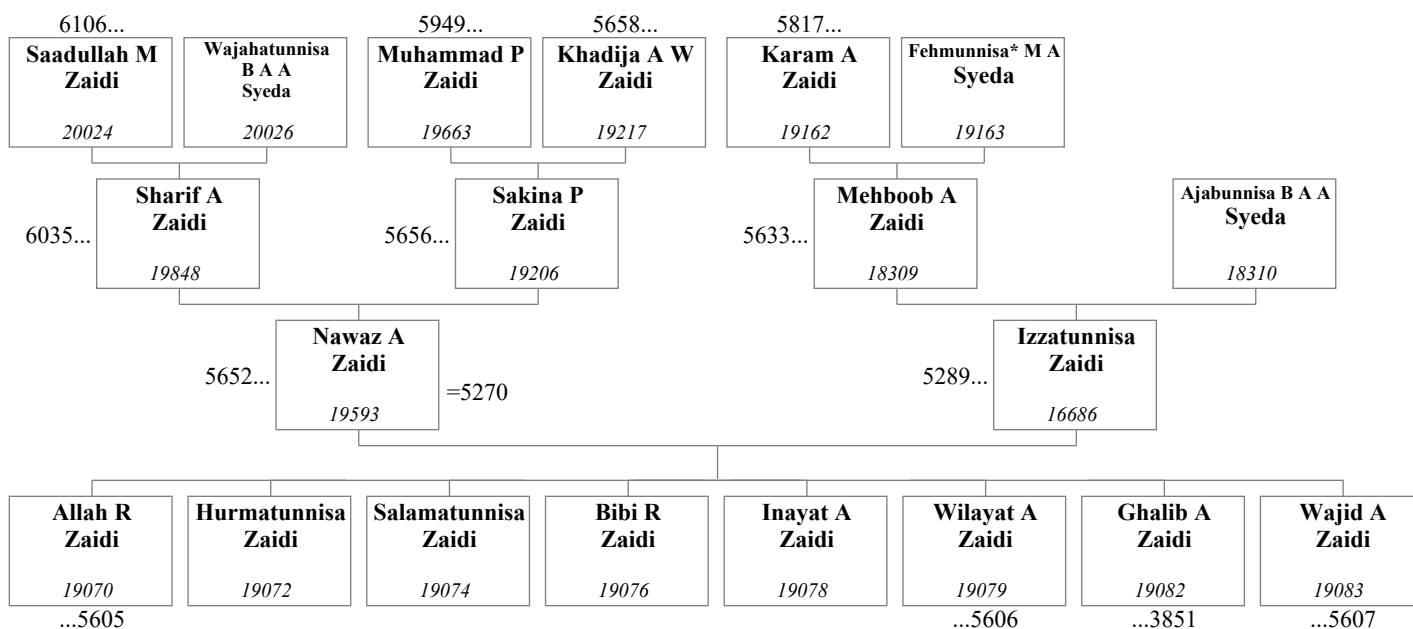 6106...
5949...
5658...
5817...
Saadullah M
Zaidi
20024
Wajahatunnisa
B A A
Syeda
20026
Muhammad P
Zaidi
19663
Khadija A W
Zaidi
19217
Karam A
Zaidi
19162
Fehmunnisa* M A
Syeda
19163
6035...
Sharif A
Zaidi
19848
5656...
Sakina P
Zaidi
19206
5633...
Mehboob A
Zaidi
18309
Ajabunnisa B A A
Syeda
18310
5652...
Nawaz A
Zaidi
19593
=5270
5289...
Izzatunnisa
Zaidi
16686
Allah R
Zaidi
19070
...5605
Hurmatunnisa
Zaidi
19072
Salamatunnisa
Zaidi
19074
Bibi R
Zaidi
19076
Inayat A
Zaidi
19078
Wilayat A
Zaidi
19079
...5606
Ghalib A
Zaidi
19082
...3851
Wajid A
Zaidi
19083
...5607